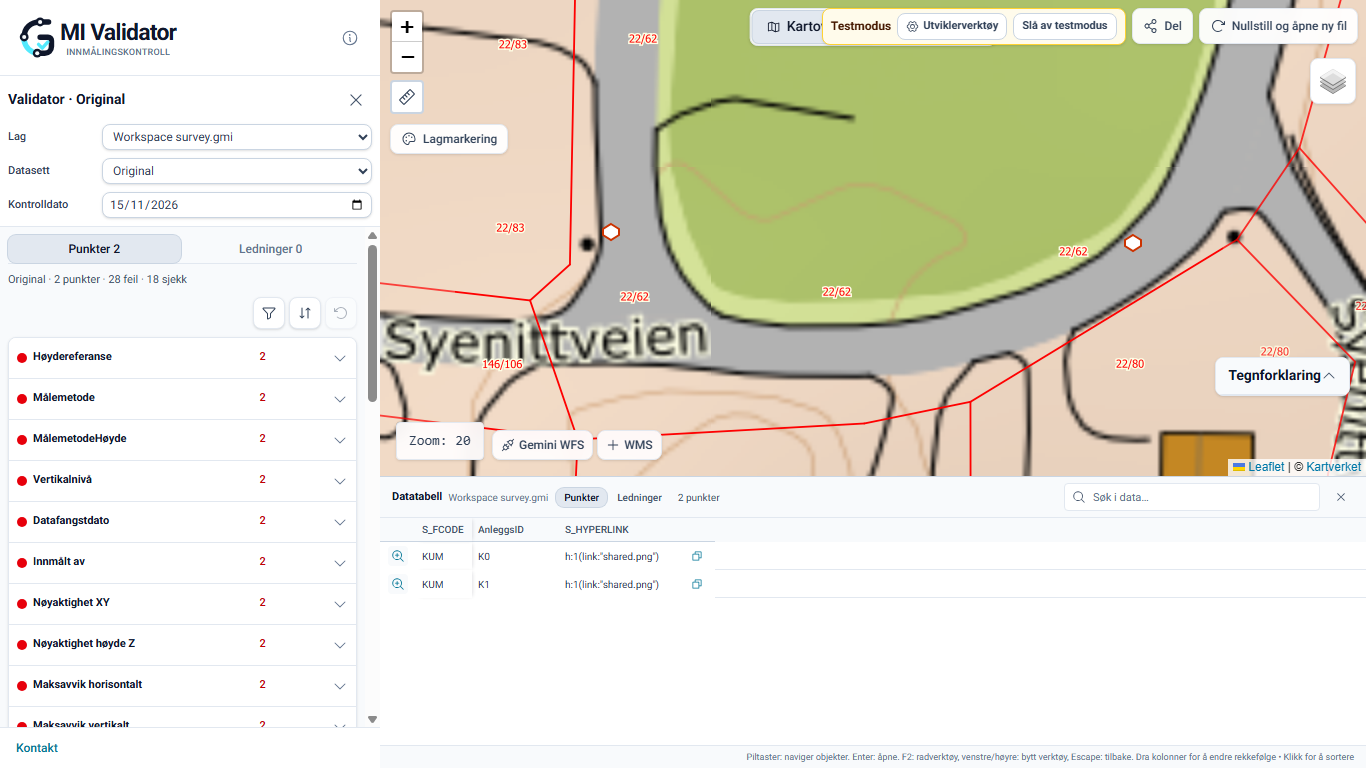 MI Validator
INNMÅLINGSKONTROLL
Validator · Original
Lag
Workspace survey.gmi
Datasett
Original
Kontrolldato
15/11/2026
Punkter 2
Ledninger 0
Original · 2 punkter · 28 feil · 18 sjekk
Høydereferanse 2
Målemetode 2
MålemetodeHøyde 2
Vertikalnivå 2
Datafangstdato 2
Innmålt av 2
Nøyaktighet XY 2
Nøyaktighet høyde Z 2
Maksavvik horisontalt 2
Maksavvik vertikalt 2
Kontakt
+
−
Lagmarkering
Testmodus
Utviklerverktøy
Slå av testmodus
Del
Nullstill og åpne ny fil
22/83
22/62
22/83
22/62
22/62
22/62
Syenittveien
146/106
22/80
22/80
Tegnforklaring
Zoom: 20
Gemini WFS
WMS
Leaflet | © Kartverket
Datatabell
Workspace survey.gmi
Punkter
Ledninger
2 punkter
Søk i data…
S_FCODE AnleggsID S_HYPERLINK
KUM K0 h:1(link:"shared.png")
KUM K1 h:1(link:"shared.png")
Piltaster: naviger objekter. Enter: åpne. F2: radverktøy, venstre/høyre: bytt verktøy, Escape: tilbake. Dra kolonner for å endre rekkefølge • Klikk for å sortere